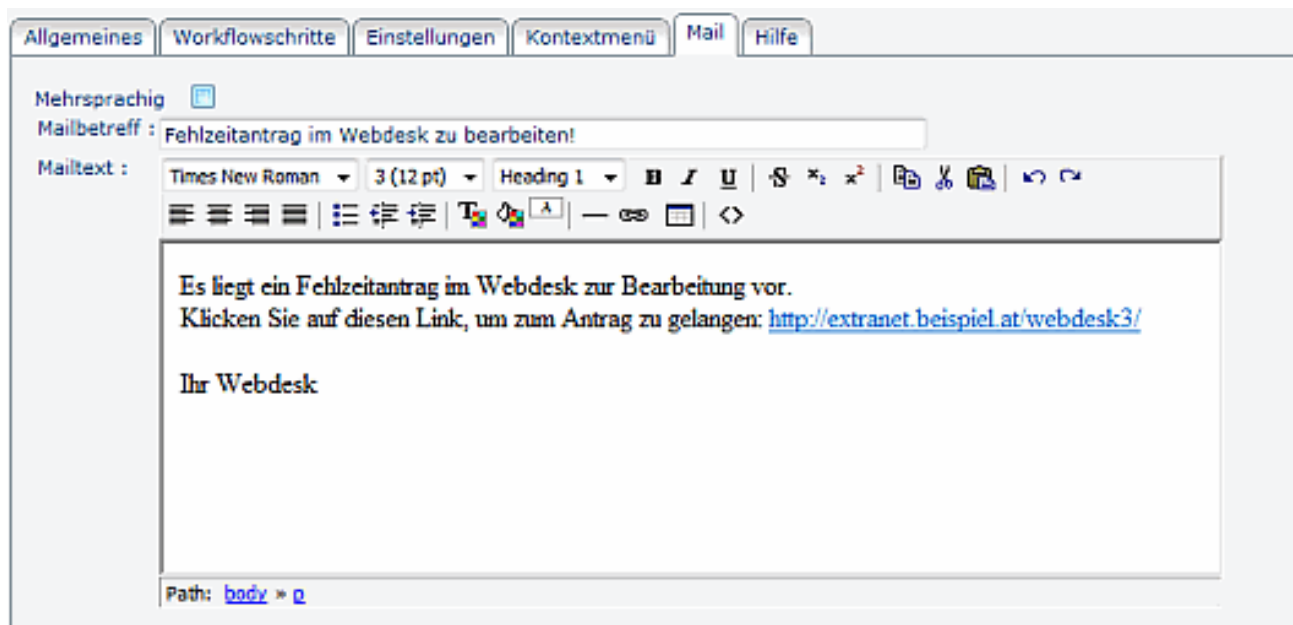 Allgemeines Workflowschritte Einstellungen Kontextmenü Mail Hilfe
Mehrsprachig
Mailbetreff : Fehlzeitantrag im Webdesk zu bearbeiten!
Mailtext : Times New Roman 3 (12 pt) Heading 1 B I U S x₂ x²
T A <>
Es liegt ein Fehlzeitantrag im Webdesk zur Bearbeitung vor.
Klicken Sie auf diesen Link, um zum Antrag zu gelangen: http://extranet.beispiel.at/webdesk3/
Ihr Webdesk
Path: body » p